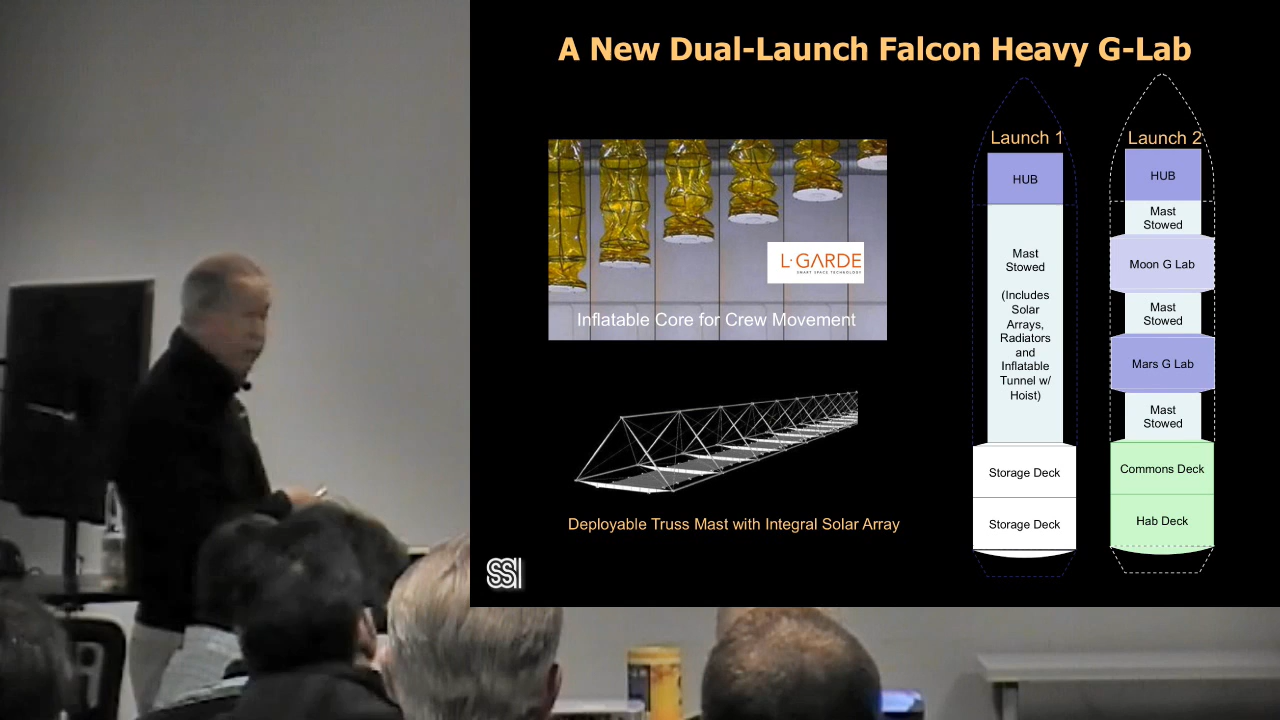 A New Dual-Launch Falcon Heavy G-Lab
L·GARDE
SMART SPACE TECHNOLOGY
Inflatable Core for Crew Movement
Deployable Truss Mast with Integral Solar Array
SSI
Launch 1
HUB
Mast
Stowed
(Includes
Solar
Arrays,
Radiators
and
Inflatable
Tunnel w/
Hoist)
Storage Deck
Storage Deck
Launch 2
HUB
Mast
Stowed
Moon G Lab
Mast
Stowed
Mars G Lab
Mast
Stowed
Commons Deck
Hab Deck